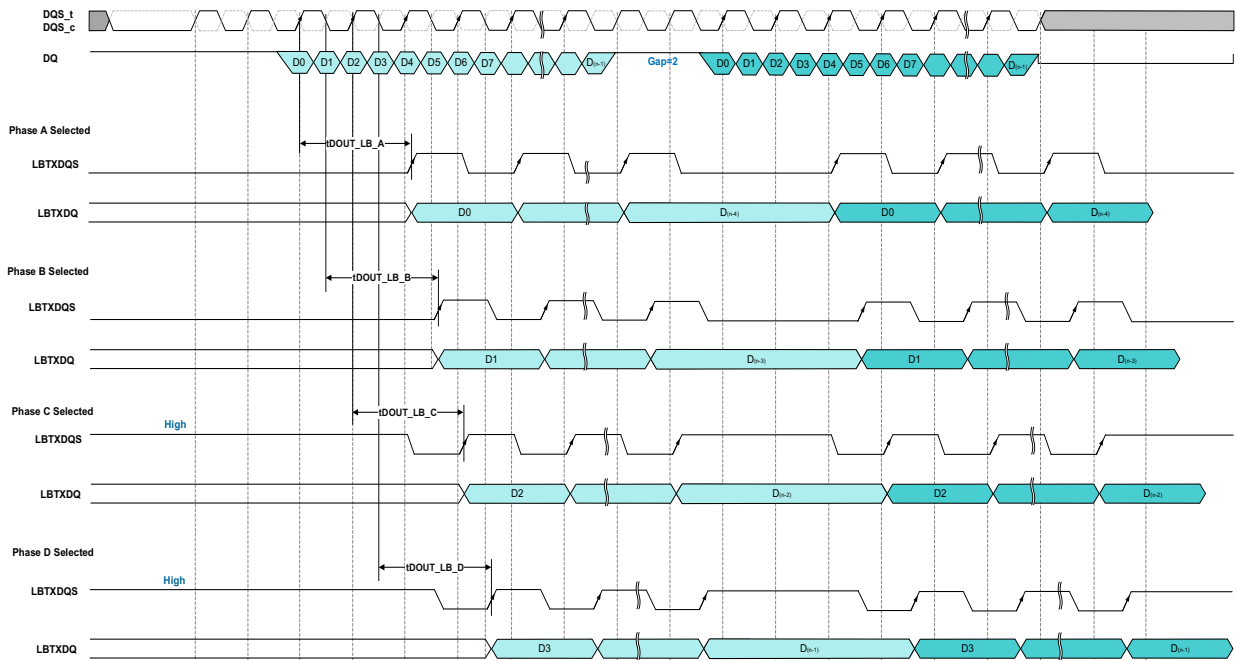 DQS_t
DQS_c
DQ D0 D1 D2 D3 D4 D5 D6 D7 D(n-1) Gap=2 D0 D1 D2 D3 D4 D5 D6 D7 D(n-1)
Phase A Selected
tDOUT_LB_A
LBTXDQS
LBTXDQ D0 D(n-4) D0 D(n-4)
Phase B Selected
tDOUT_LB_B
LBTXDQS
LBTXDQ D1 D(n-3) D1 D(n-3)
Phase C Selected
tDOUT_LB_C
High
LBTXDQS
LBTXDQ D2 D(n-2) D2 D(n-2)
Phase D Selected
tDOUT_LB_D
High
LBTXDQS
LBTXDQ D3 D(n-1) D3 D(n-1)